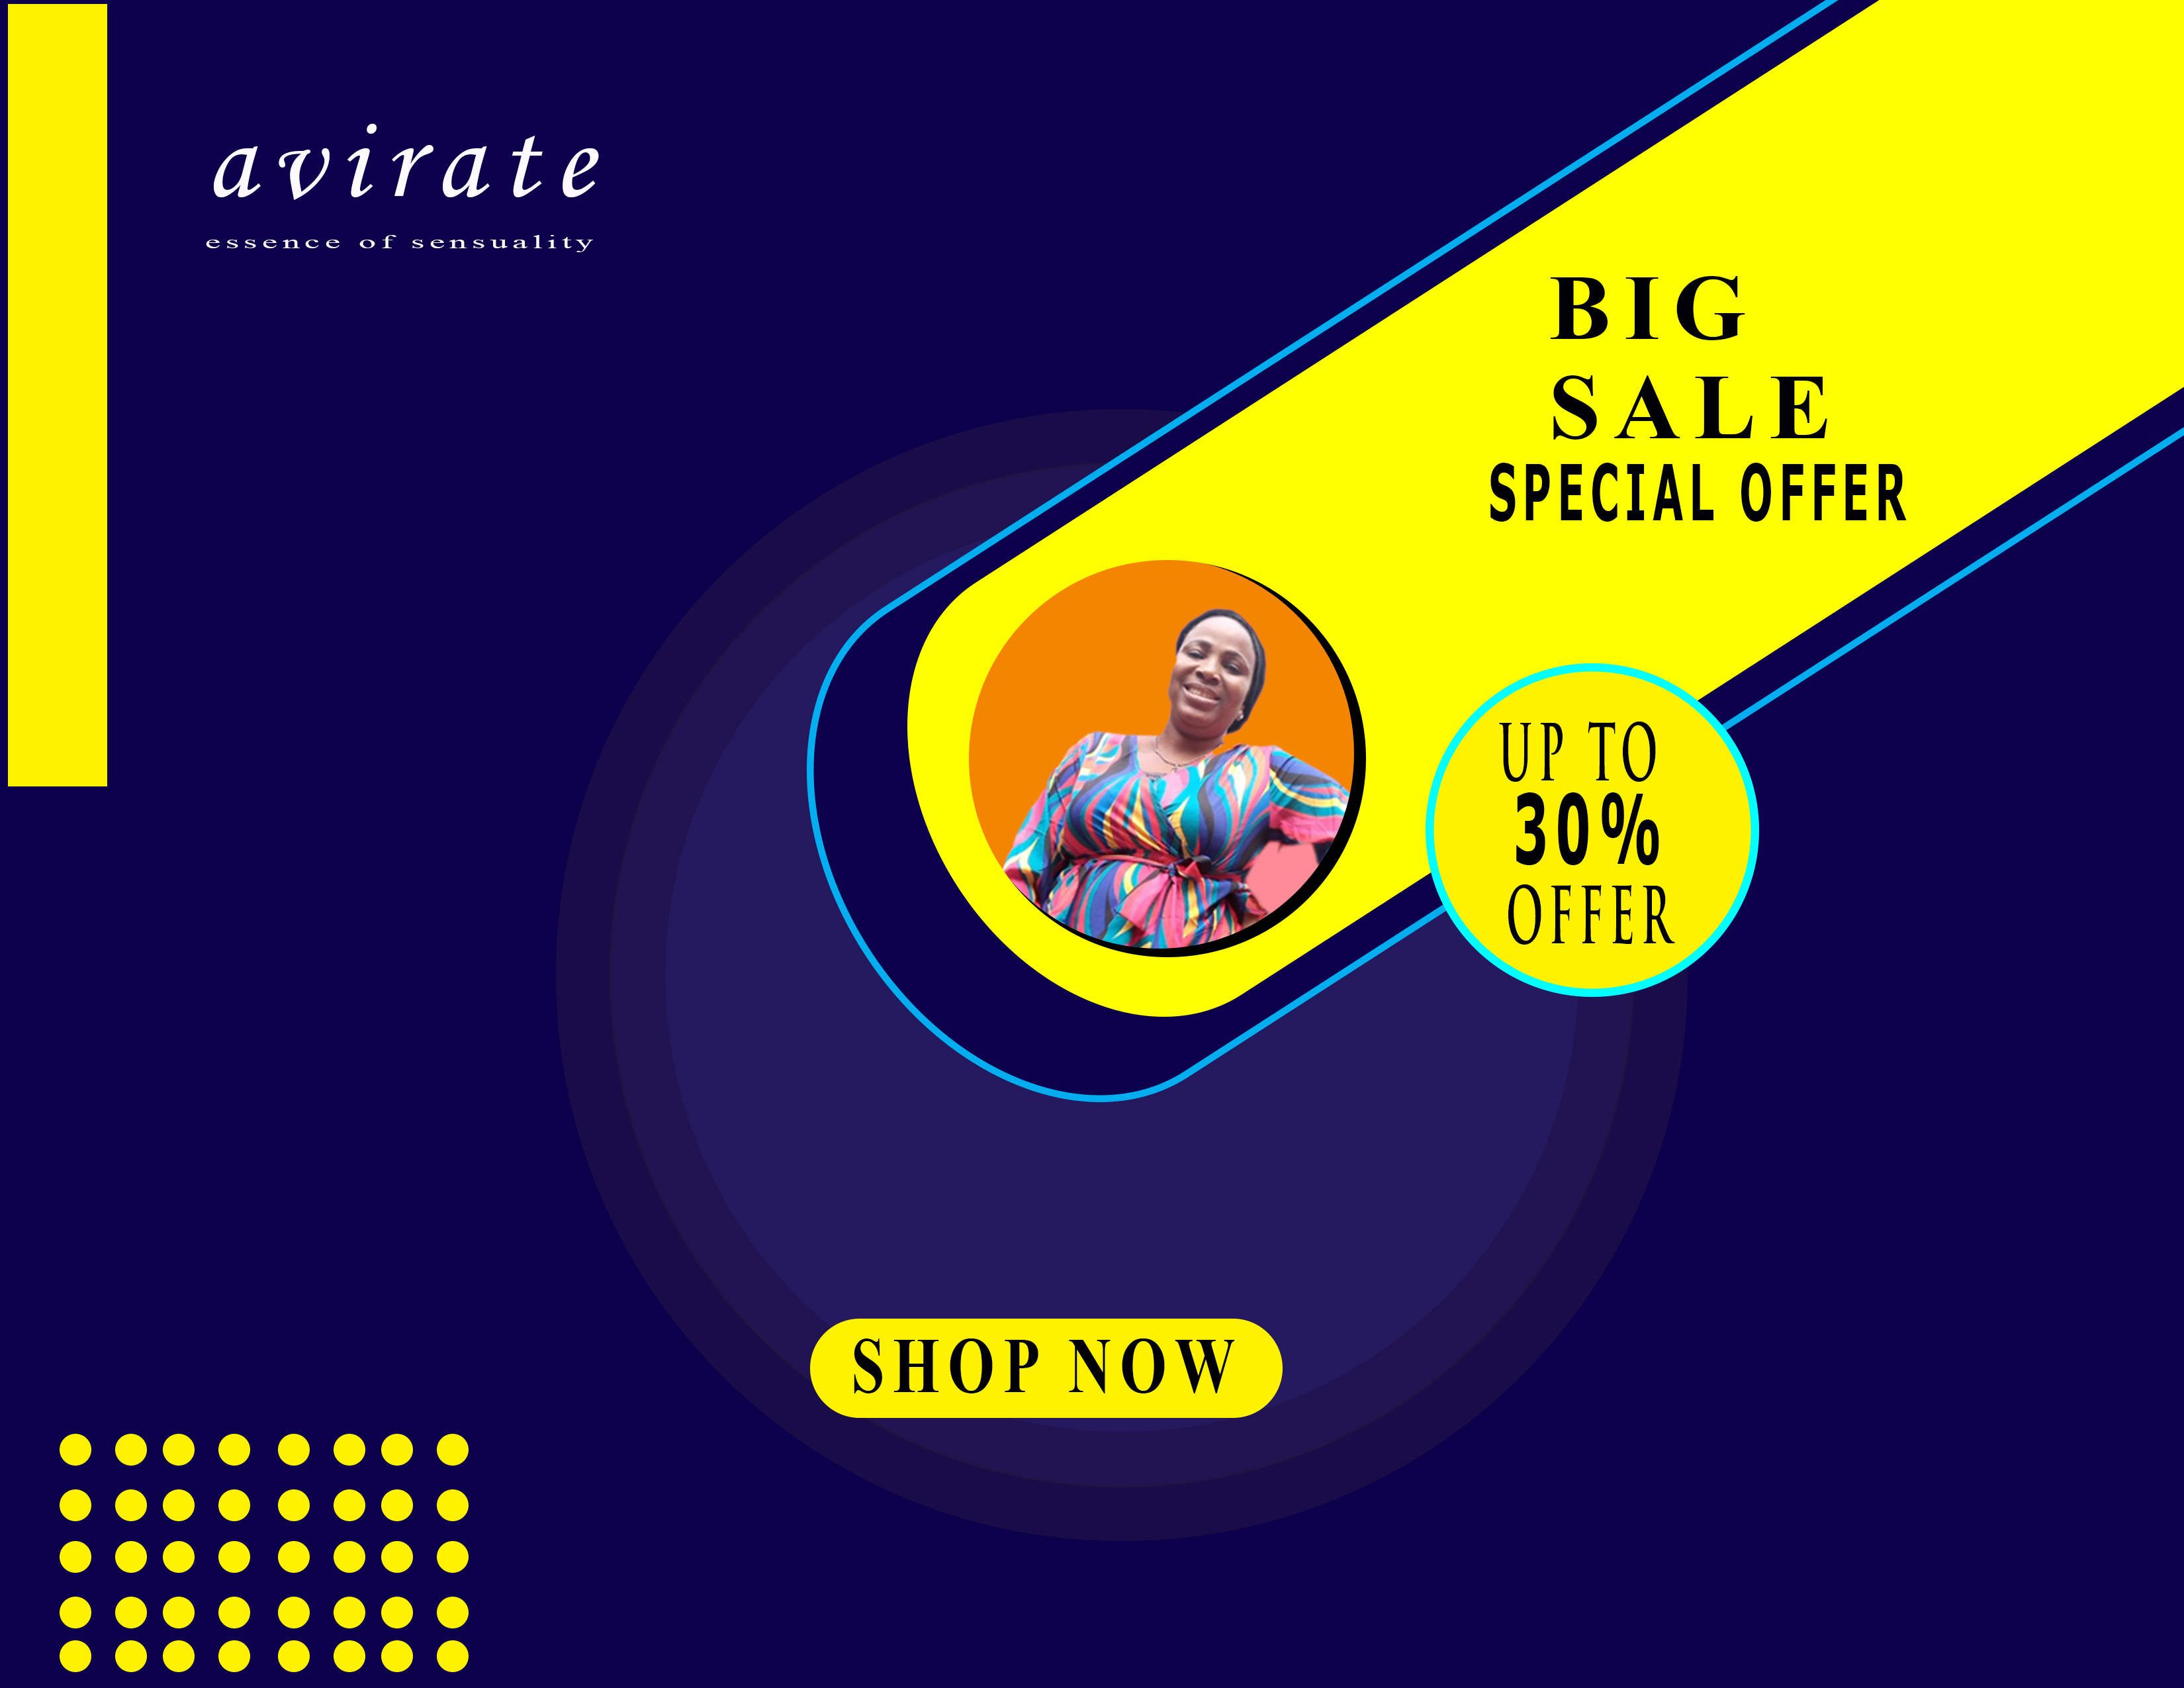 avirate
essence of sensuality
BIG
SALE
SPECIAL OFFER
UP TO
30%
OFFER
SHOP NOW